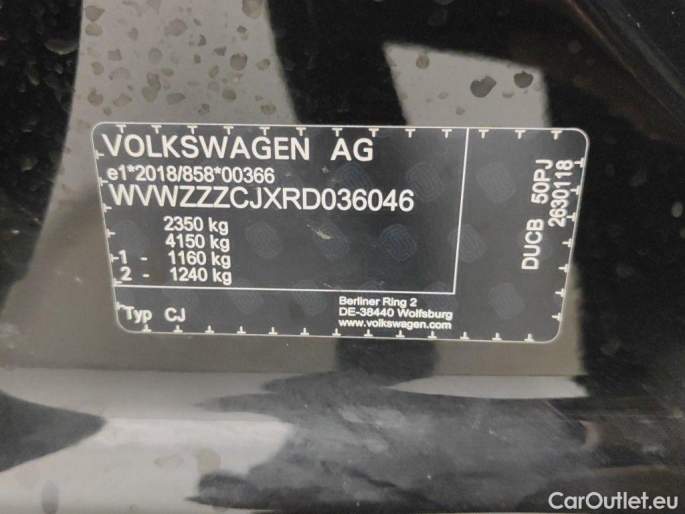 VOLKSWAGEN AG
e1*2018/858*00366
WVWZZZCJXRD036046
2350 kg
4150 kg
1 - 1160 kg
2 - 1240 kg
Typ CJ
Berliner Ring 2
DE-38440 Wolfsburg
www.volkswagen.com
DUCB 50PJ
2630118
CarOutlet.eu